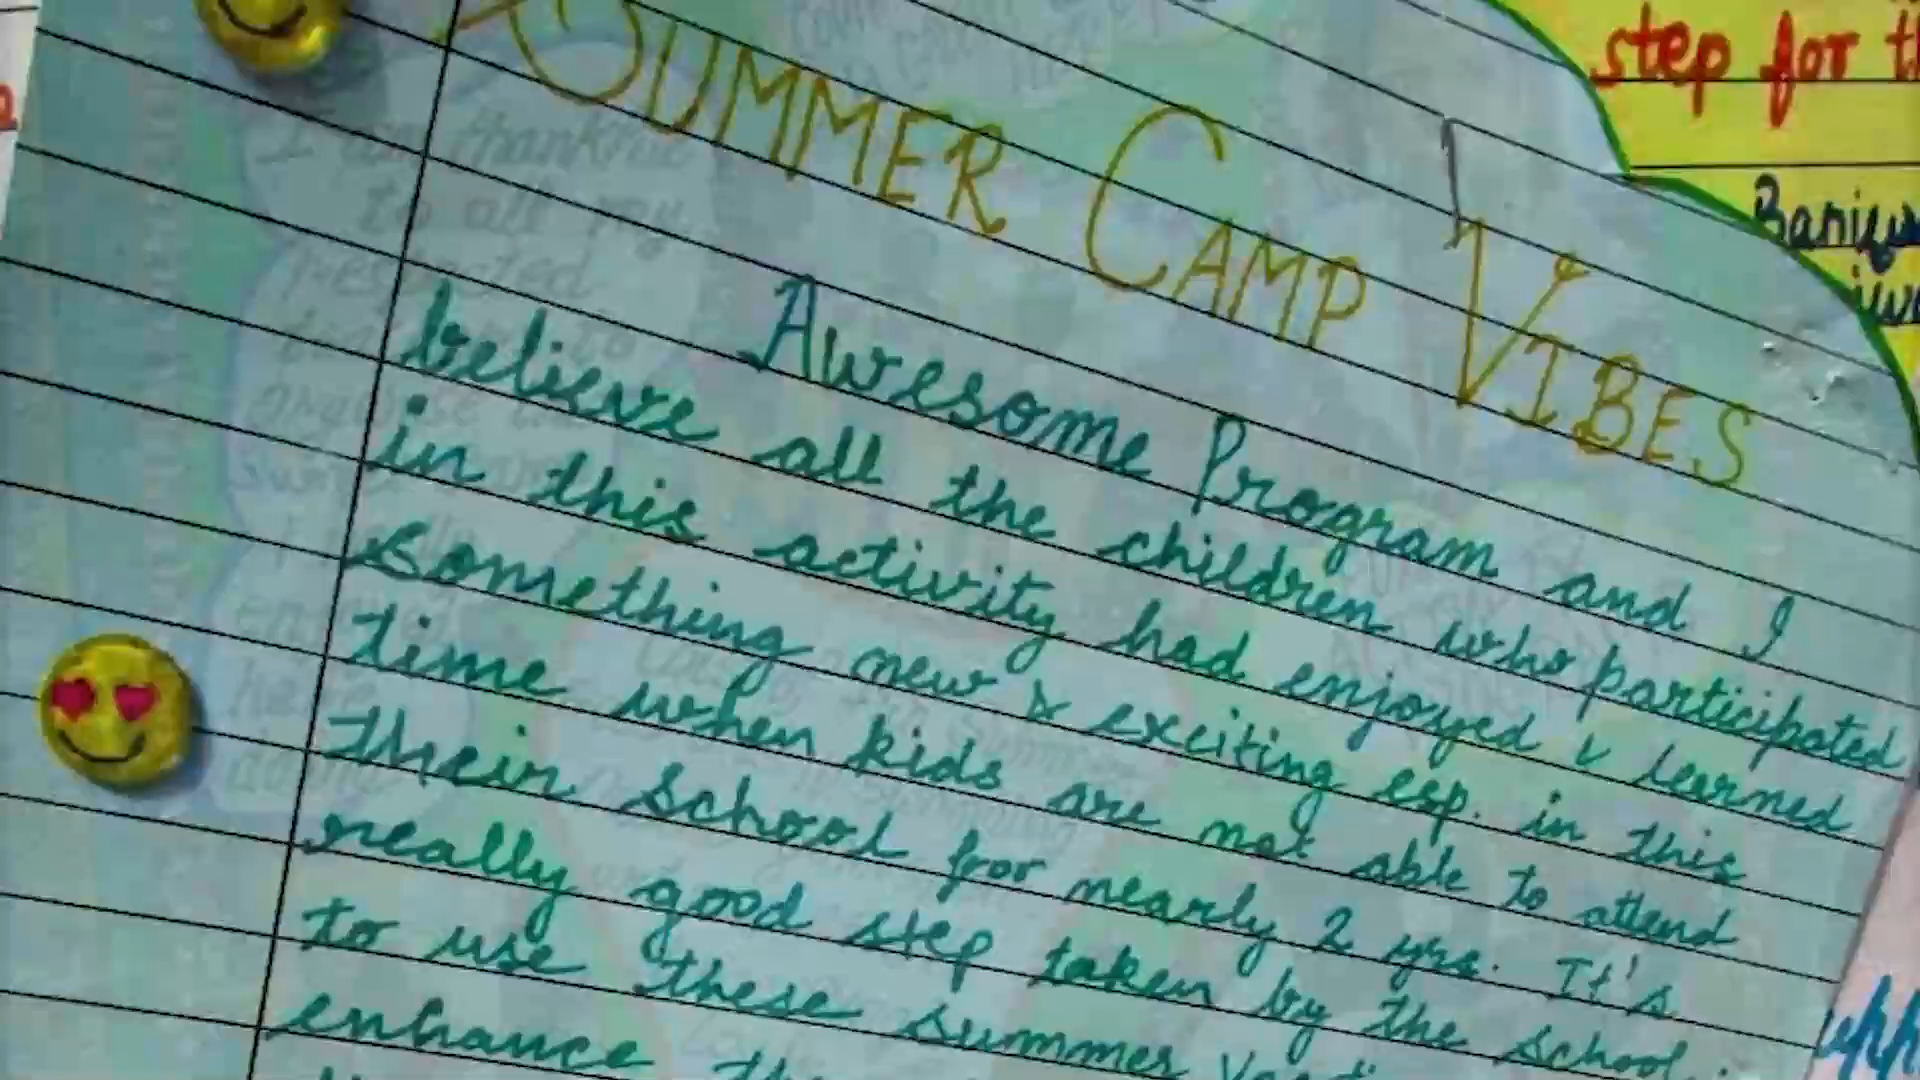 SUMMER CAMP VIBES
Awesome Program and I
believe all the children who participated
in this activity had enjoyed & learned
something new & exciting esp. in this
time when kids are not able to attend
their school for nearly 2 yrs. It's
really good step taken by the school
to use these summer
enhance
step for